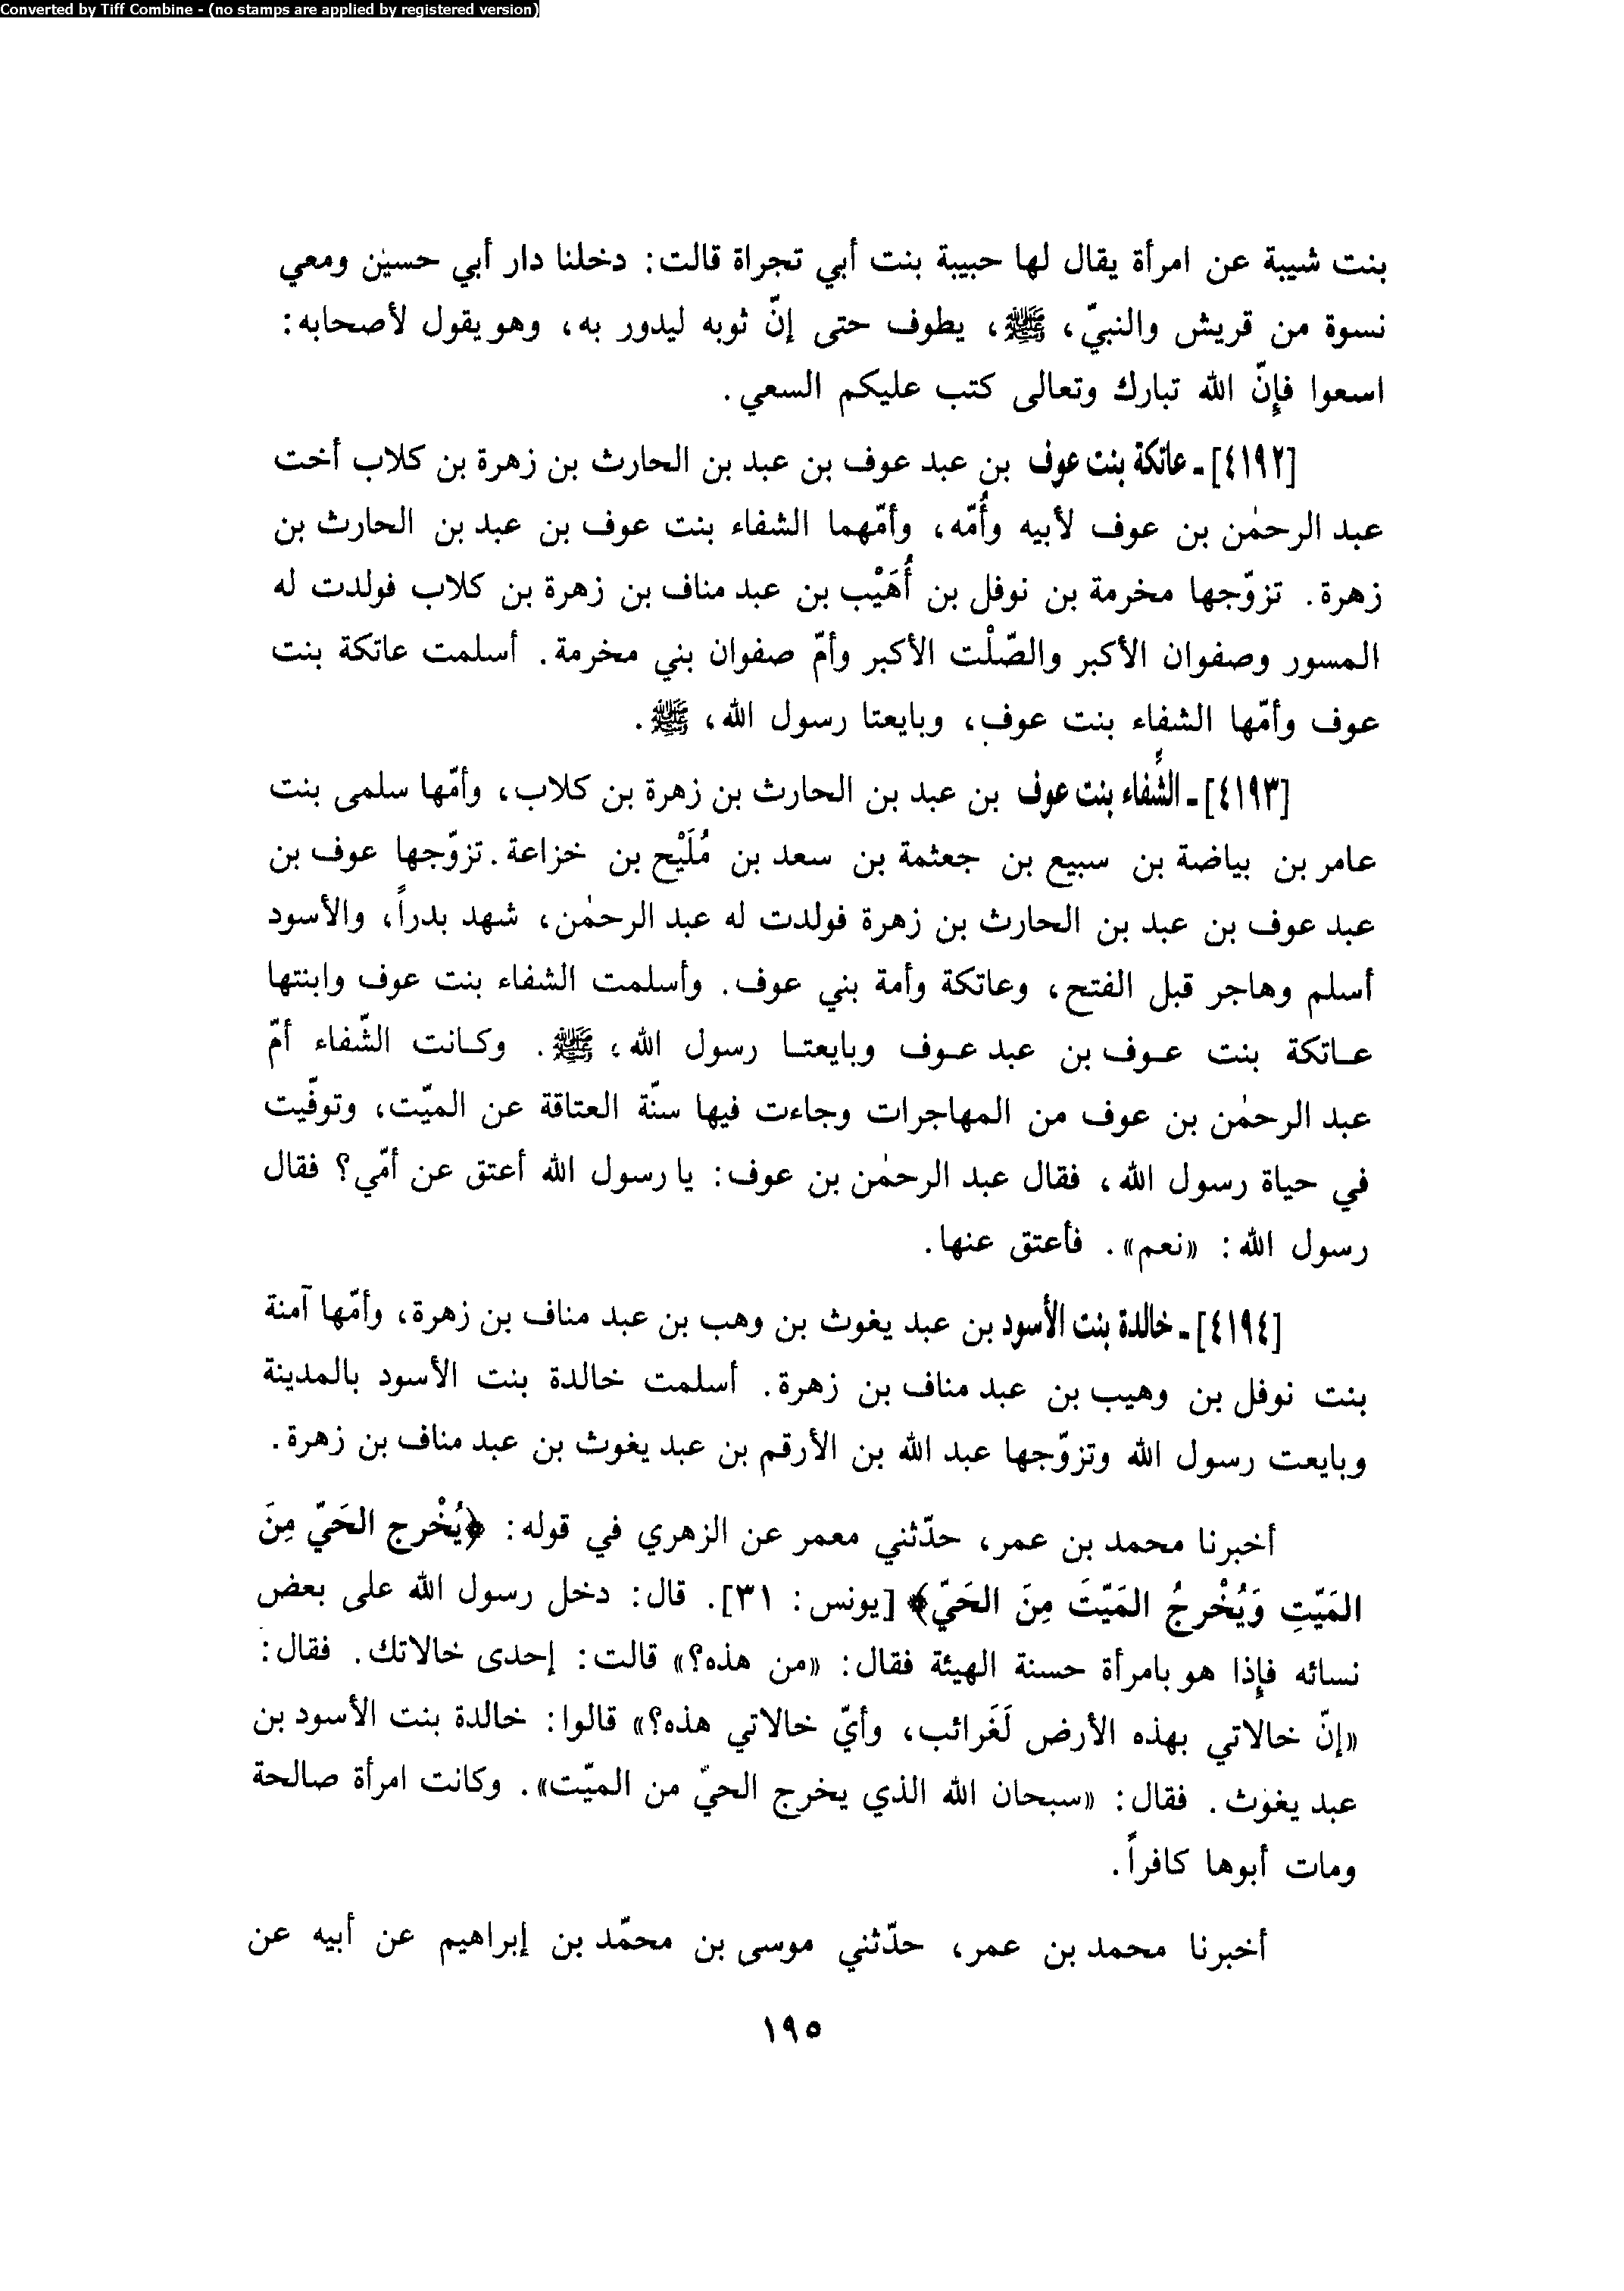 Converted by Tiff Combine - (no stamps are applied by registered version)
بنت شيبة عن امرأة يقال لها حبيبة بنت أبي تجراة قالت: دخلنا دار أبي حسين ومعي
نسوة من قريش والنبيّ، ﷺ، يطوف حتى إنّ ثوبه ليدور به، وهو يقول لأصحابه:
اسعوا فإنّ الله تبارك وتعالى كتب عليكم السعي.
[٤١٩٢] ـ عاتكة بنت عوف بن عبد عوف بن عبد بن الحارث بن زهرة بن كلاب أخت
عبد الرحمٰن بن عوف لأبيه وأُمّه، وأمّهما الشفاء بنت عوف بن عبد بن الحارث بن
زهرة. تزوّجها مخرمة بن نوفل بن أُهَيْب بن عبد مناف بن زهرة بن كلاب فولدت له
المسور وصفوان الأكبر والصّلْت الأكبر وأمّ صفوان بني مخرمة. أسلمت عاتكة بنت
عوف وأمّها الشفاء بنت عوف، وبايعتا رسول الله، ﷺ.
[٤١٩٣] ـ الشِّفاء بنت عوف بن عبد بن الحارث بن زهرة بن كلاب، وأمّها سلمى بنت
عامر بن بياضة بن سبيع بن جعثمة بن سعد بن مُلَيْح بن خزاعة. تزوّجها عوف بن
عبد عوف بن عبد بن الحارث بن زهرة فولدت له عبد الرحمٰن، شهد بدراً، والأسود
أسلم وهاجر قبل الفتح، وعاتكة وأمة بني عوف. وأسلمت الشفاء بنت عوف وابنتها
عـاتكة بنت عـوف بن عبد عـوف وبايعتـا رسول الله، ﷺ. وكـانت الشّفاء أمّ
عبد الرحمٰن بن عوف من المهاجرات وجاءت فيها سنّة العتاقة عن الميّت، وتوفّيت
في حياة رسول الله، فقال عبد الرحمٰن بن عوف: يا رسول الله أعتق عن أمّي؟ فقال
رسول الله: «نعم». فأعتق عنها.
[٤١٩٤] ـ خالدة بنت الأسود بن عبد يغوث بن وهب بن عبد مناف بن زهرة، وأمّها آمنة
بنت نوفل بن وهيب بن عبد مناف بن زهرة. أسلمت خالدة بنت الأسود بالمدينة
وبايعت رسول الله وتزوّجها عبد الله بن الأرقم بن عبد يغوث بن عبد مناف بن زهرة.
أخبرنا محمد بن عمر، حدّثني معمر عن الزهري في قوله: ﴿يُخْرج الحَيّ مِنَ
المَيّتِ وَيُخْرجُ المَيّتَ مِنَ الحَيّ﴾ [يونس: ٣١]. قال: دخل رسول الله على بعض
نسائه فإذا هو بامرأة حسنة الهيئة فقال: «من هذه؟» قالت: إحدى خالاتك. فقال:
«إنّ خالاتي بهذه الأرض لَغَرائب، وأيّ خالاتي هذه؟» قالوا: خالدة بنت الأسود بن
عبد يغوث. فقال: «سبحان الله الذي يخرج الحيّ من الميّت». وكانت امرأة صالحة
ومات أبوها كافراً.
أخبرنا محمد بن عمر، حدّثني موسى بن محمّد بن إبراهيم عن أبيه عن
١٩٥